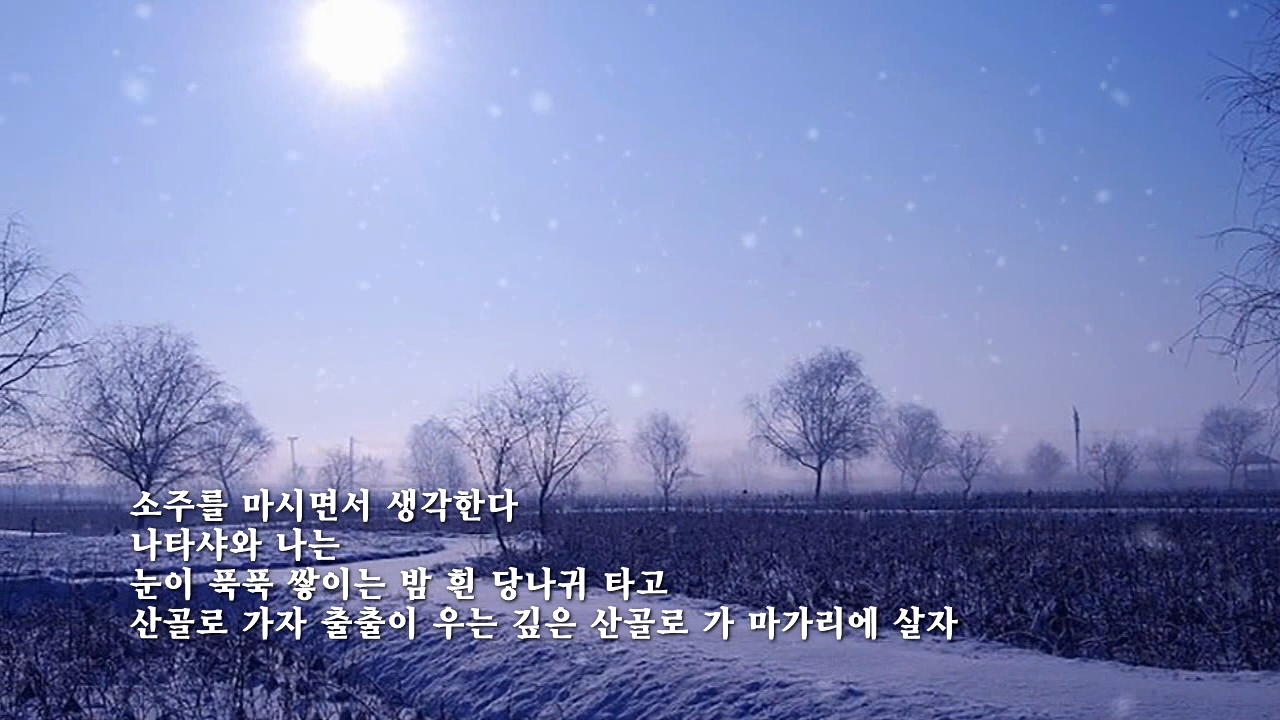 소주를 마시면서 생각한다
나타샤와 나는
눈이 푹푹 쌓이는 밤 흰 당나귀 타고
산골로 가자 출출이 우는 깊은 산골로 가 마가리에 살자